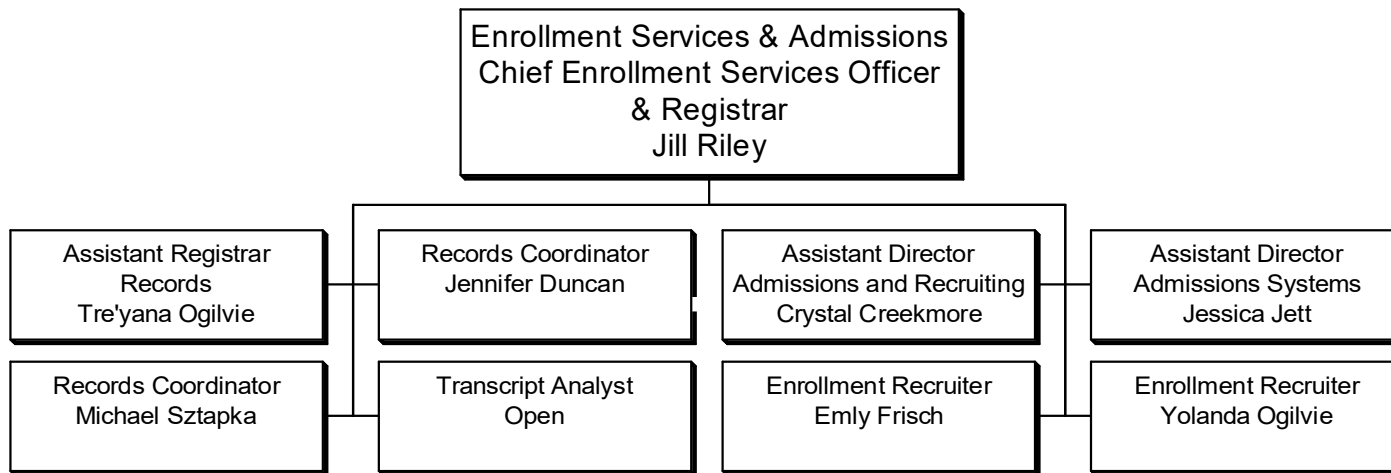 Enrollment Services & Admissions
Chief Enrollment Services Officer
& Registrar
Jill Riley
Assistant Registrar
Records
Tre'yana Ogilvie
Records Coordinator
Jennifer Duncan
Assistant Director
Admissions and Recruiting
Crystal Creekmore
Assistant Director
Admissions Systems
Jessica Jett
Records Coordinator
Michael Sztapka
Transcript Analyst
Open
Enrollment Recruiter
Emly Frisch
Enrollment Recruiter
Yolanda Ogilvie